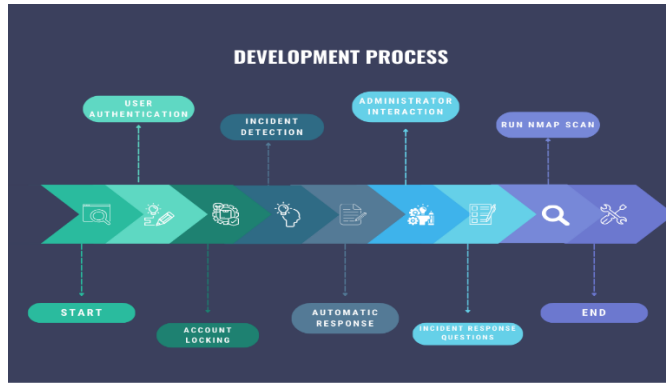 DEVELOPMENT PROCESS
USER
AUTHENTICATION
INCIDENT
DETECTION
ADMINISTRATOR
INTERACTION
RUN NMAP SCAN
START
ACCOUNT
LOCKING
AUTOMATIC
RESPONSE
INCIDENT RESPONSE
QUESTIONS
END